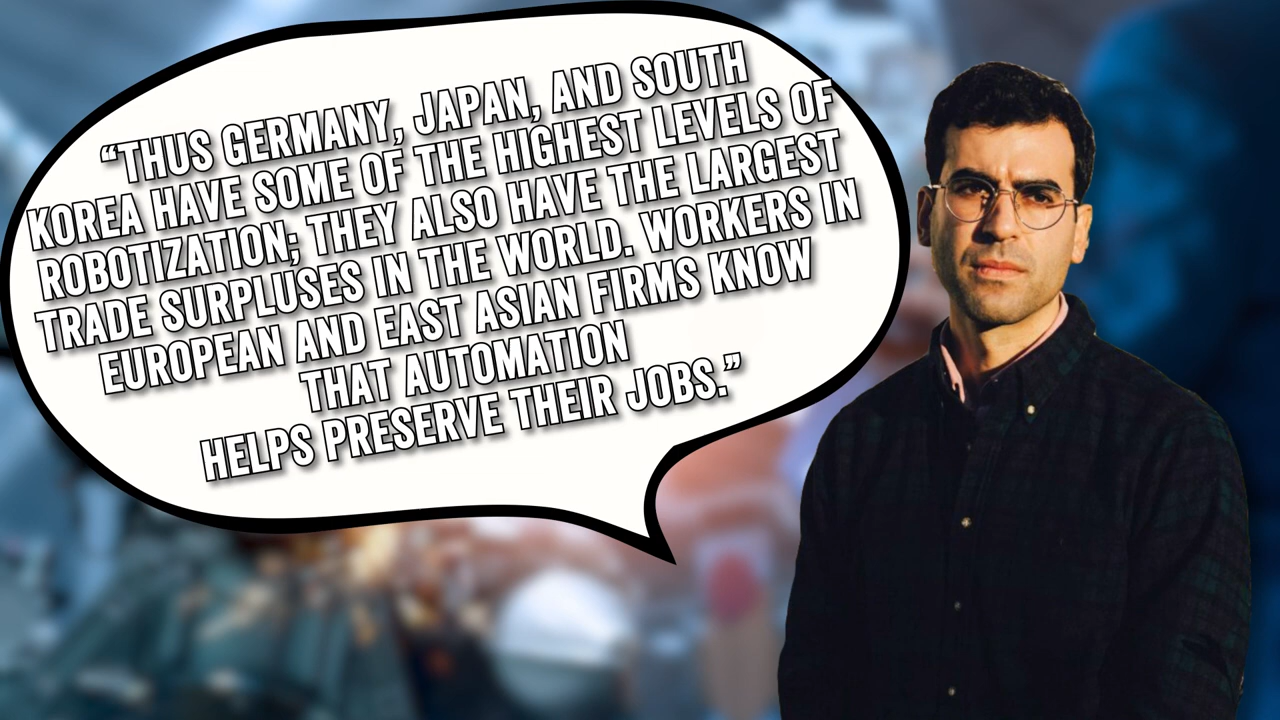 “THUS GERMANY, JAPAN, AND SOUTH
KOREA HAVE SOME OF THE HIGHEST LEVELS OF
ROBOTIZATION; THEY ALSO HAVE THE LARGEST
TRADE SURPLUSES IN THE WORLD. WORKERS IN
EUROPEAN AND EAST ASIAN FIRMS KNOW
THAT AUTOMATION
HELPS PRESERVE THEIR JOBS.”